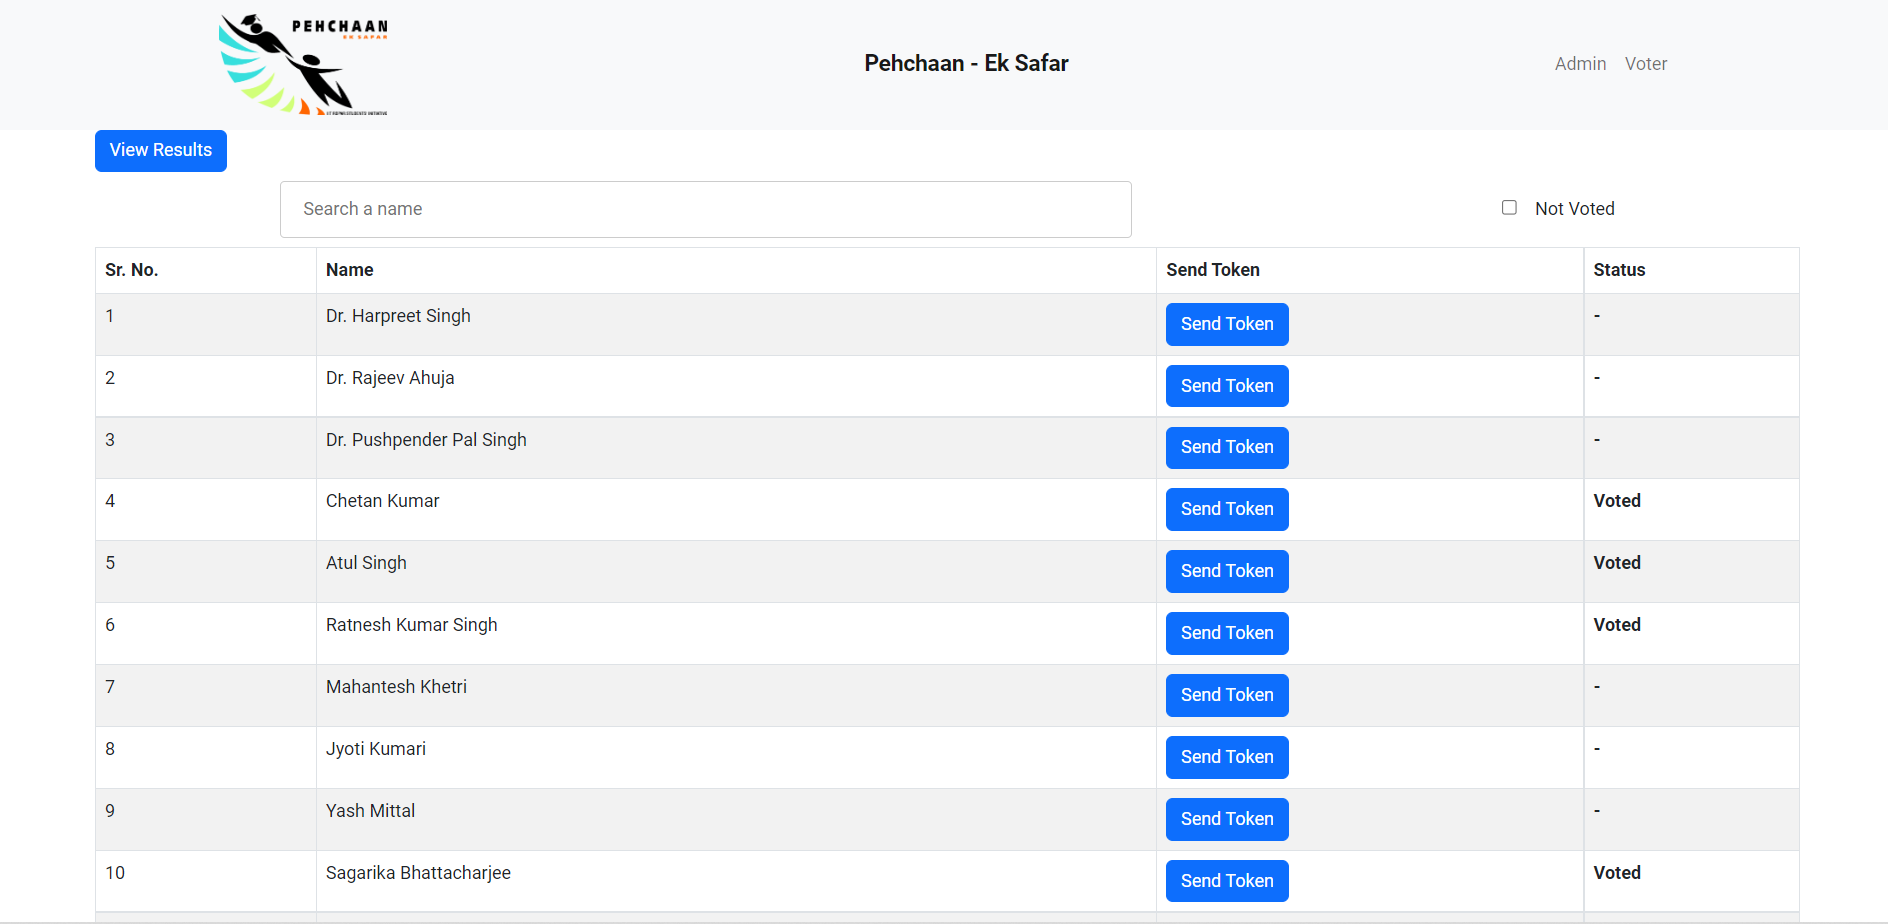 PEHCHAAN
EK SAFAR
Pehchaan - Ek Safar
Admin Voter
View Results
Search a name
Not Voted
Sr. No. Name Send Token Status
1 Dr. Harpreet Singh Send Token -
2 Dr. Rajeev Ahuja Send Token -
3 Dr. Pushpender Pal Singh Send Token -
4 Chetan Kumar Send Token Voted
5 Atul Singh Send Token Voted
6 Ratnesh Kumar Singh Send Token Voted
7 Mahantesh Khetri Send Token -
8 Jyoti Kumari Send Token -
9 Yash Mittal Send Token -
10 Sagarika Bhattacharjee Send Token Voted